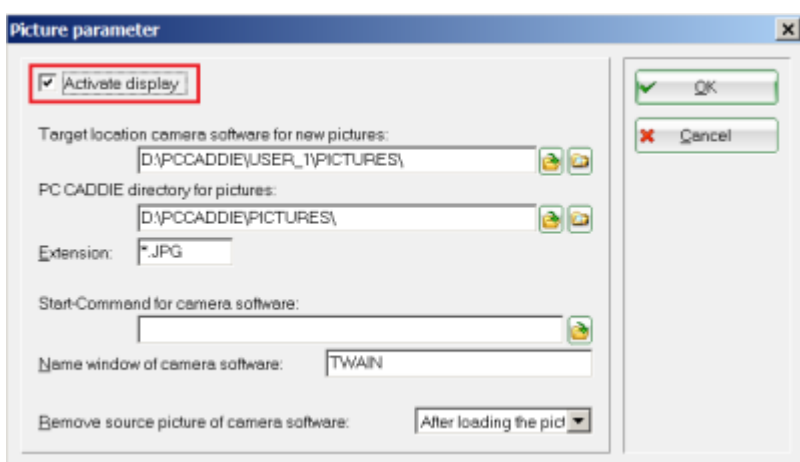 Picture parameter
Activate display
OK
Target location camera software for new pictures:
Cancel
D:\PCCADDIE\USER_1\PICTURES\
PC CADDIE directory for pictures:
D:\PCCADDIE\PICTURES\
Extension: *.JPG
Start-Command for camera software:
Name window of camera software: TWAIN
Remove source picture of camera software: After loading the pict